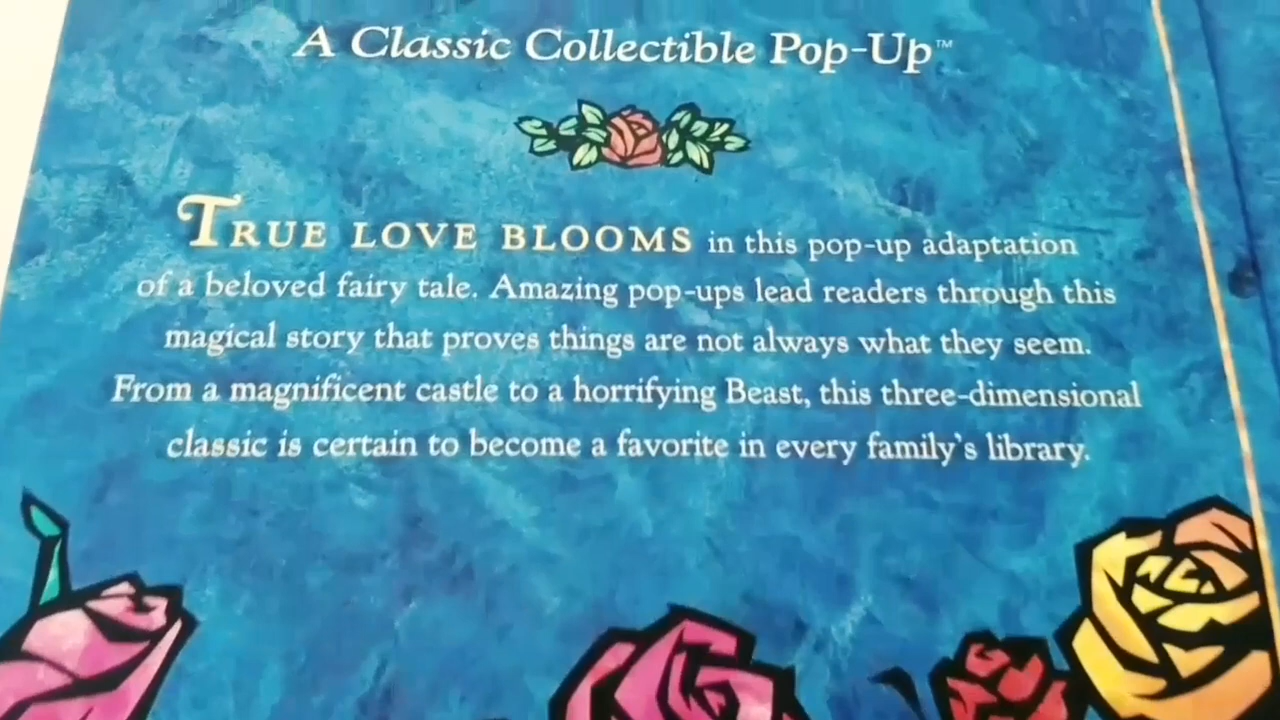 A Classic Collectible Pop-Up™
TRUE LOVE BLOOMS in this pop-up adaptation
of a beloved fairy tale. Amazing pop-ups lead readers through this
magical story that proves things are not always what they seem.
From a magnificent castle to a horrifying Beast, this three-dimensional
classic is certain to become a favorite in every family's library.